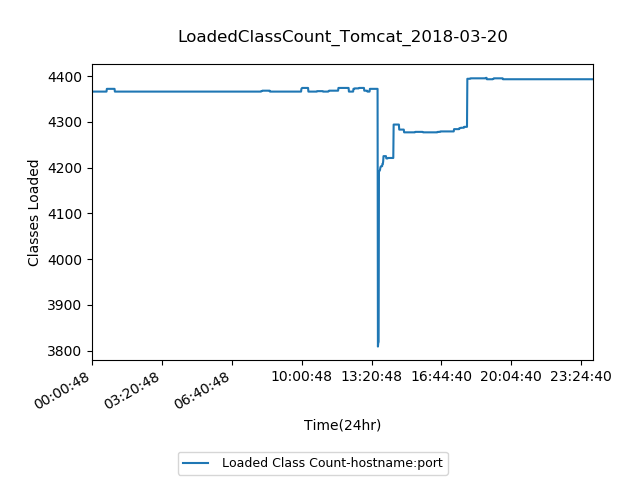 LoadedClassCount_Tomcat_2018-03-20
4400
4300
4200
4100
4000
3900
3800
Classes Loaded
00:00:48 03:20:48 06:40:48 10:00:48 13:20:48 16:44:40 20:04:40 23:24:40
Time(24hr)
Loaded Class Count-hostname:port